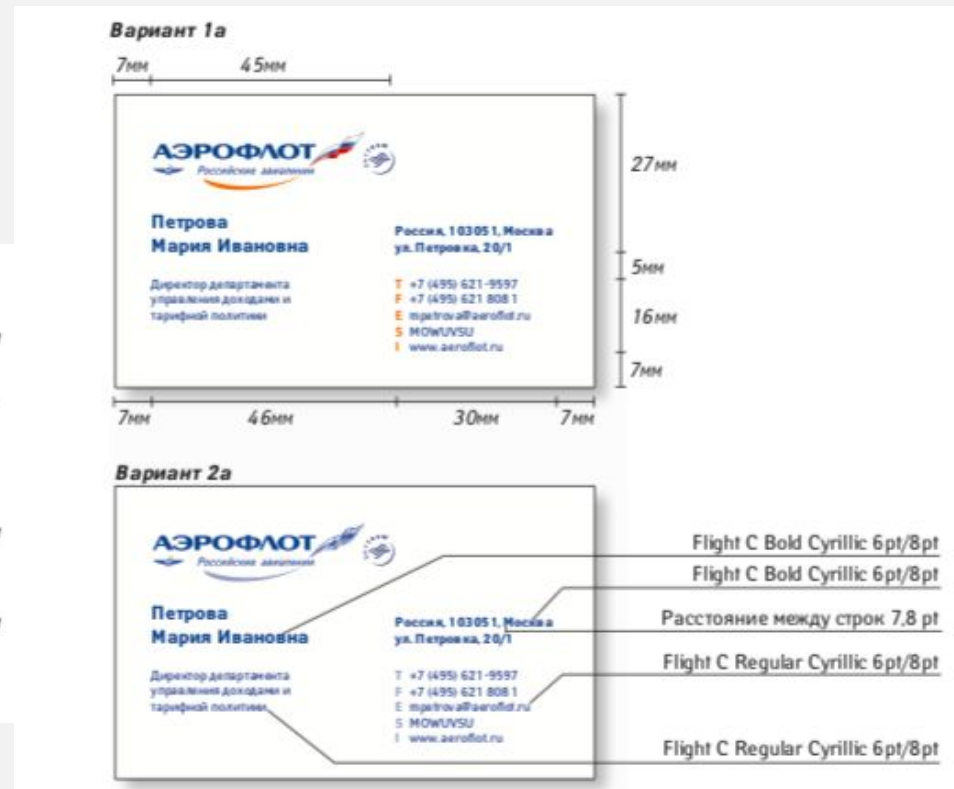 Вариант 1а
7мм 45мм
АЭРОФЛОТ
Российские авиалинии
27мм
Петрова
Мария Ивановна
Россия, 103051, Москва
ул. Петровка, 20/1
5мм
Директор департамента
управления доходами и
тарифной политики
T +7 (495) 621-9597
F +7 (495) 621 8081
E mpetrova@aeroflot.ru
S MOWUVSU
I www.aeroflot.ru
16мм
7мм
7мм 46мм 30мм 7мм
Вариант 2а
АЭРОФЛОТ
Российские авиалинии
Flight C Bold Cyrillic 6pt/8pt
Flight C Bold Cyrillic 6pt/8pt
Петрова
Мария Ивановна
Россия, 103051, Москва
ул. Петровка, 20/1
Расстояние между строк 7,8 pt
Flight C Regular Cyrillic 6pt/8pt
Директор департамента
управления доходами и
тарифной политики
T +7 (495) 621-9597
F +7 (495) 621 8081
E mpetrova@aeroflot.ru
S MOWUVSU
I www.aeroflot.ru
Flight C Regular Cyrillic 6pt/8pt